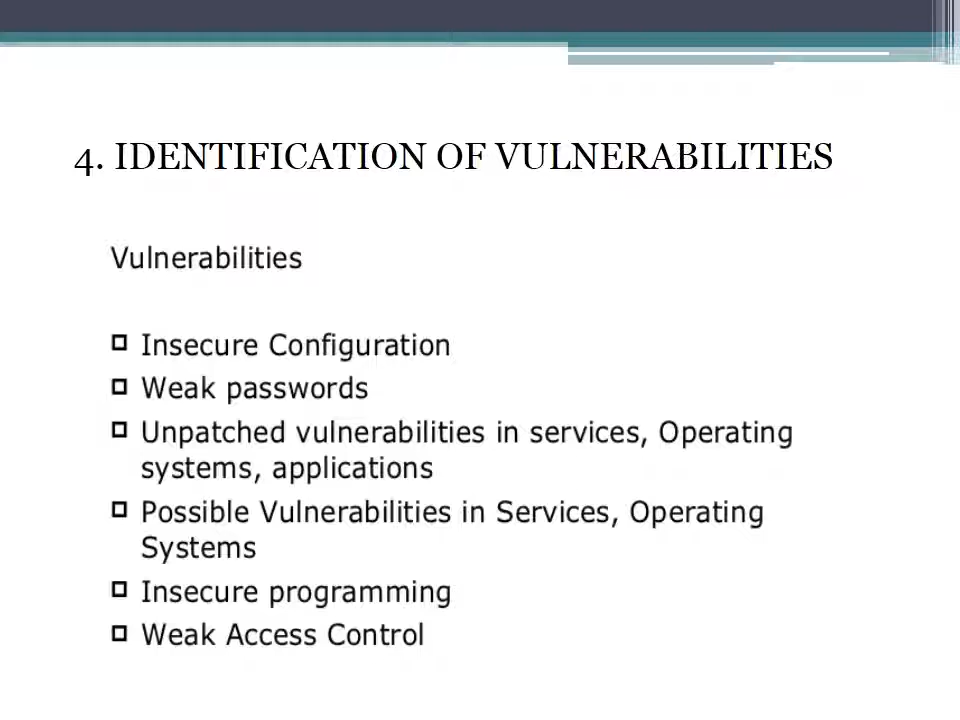 4. IDENTIFICATION OF VULNERABILITIES
Vulnerabilities
Insecure Configuration
Weak passwords
Unpatched vulnerabilities in services, Operating
systems, applications
Possible Vulnerabilities in Services, Operating
Systems
Insecure programming
Weak Access Control